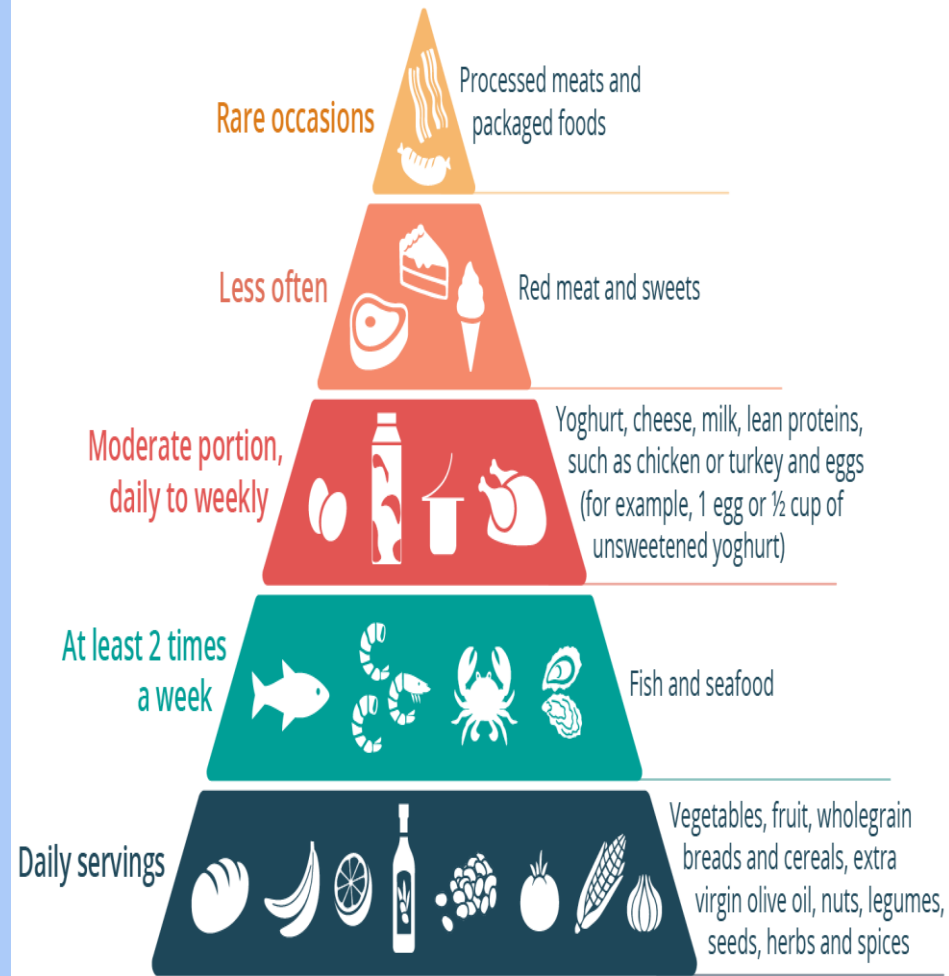 Rare occasions
Processed meats and
packaged foods
Less often
Red meat and sweets
Moderate portion,
daily to weekly
Yoghurt, cheese, milk, lean proteins,
such as chicken or turkey and eggs
(for example, 1 egg or ½ cup of
unsweetened yoghurt)
At least 2 times
a week
Fish and seafood
Daily servings
Vegetables, fruit, wholegrain
breads and cereals, extra
virgin olive oil, nuts, legumes,
seeds, herbs and spices